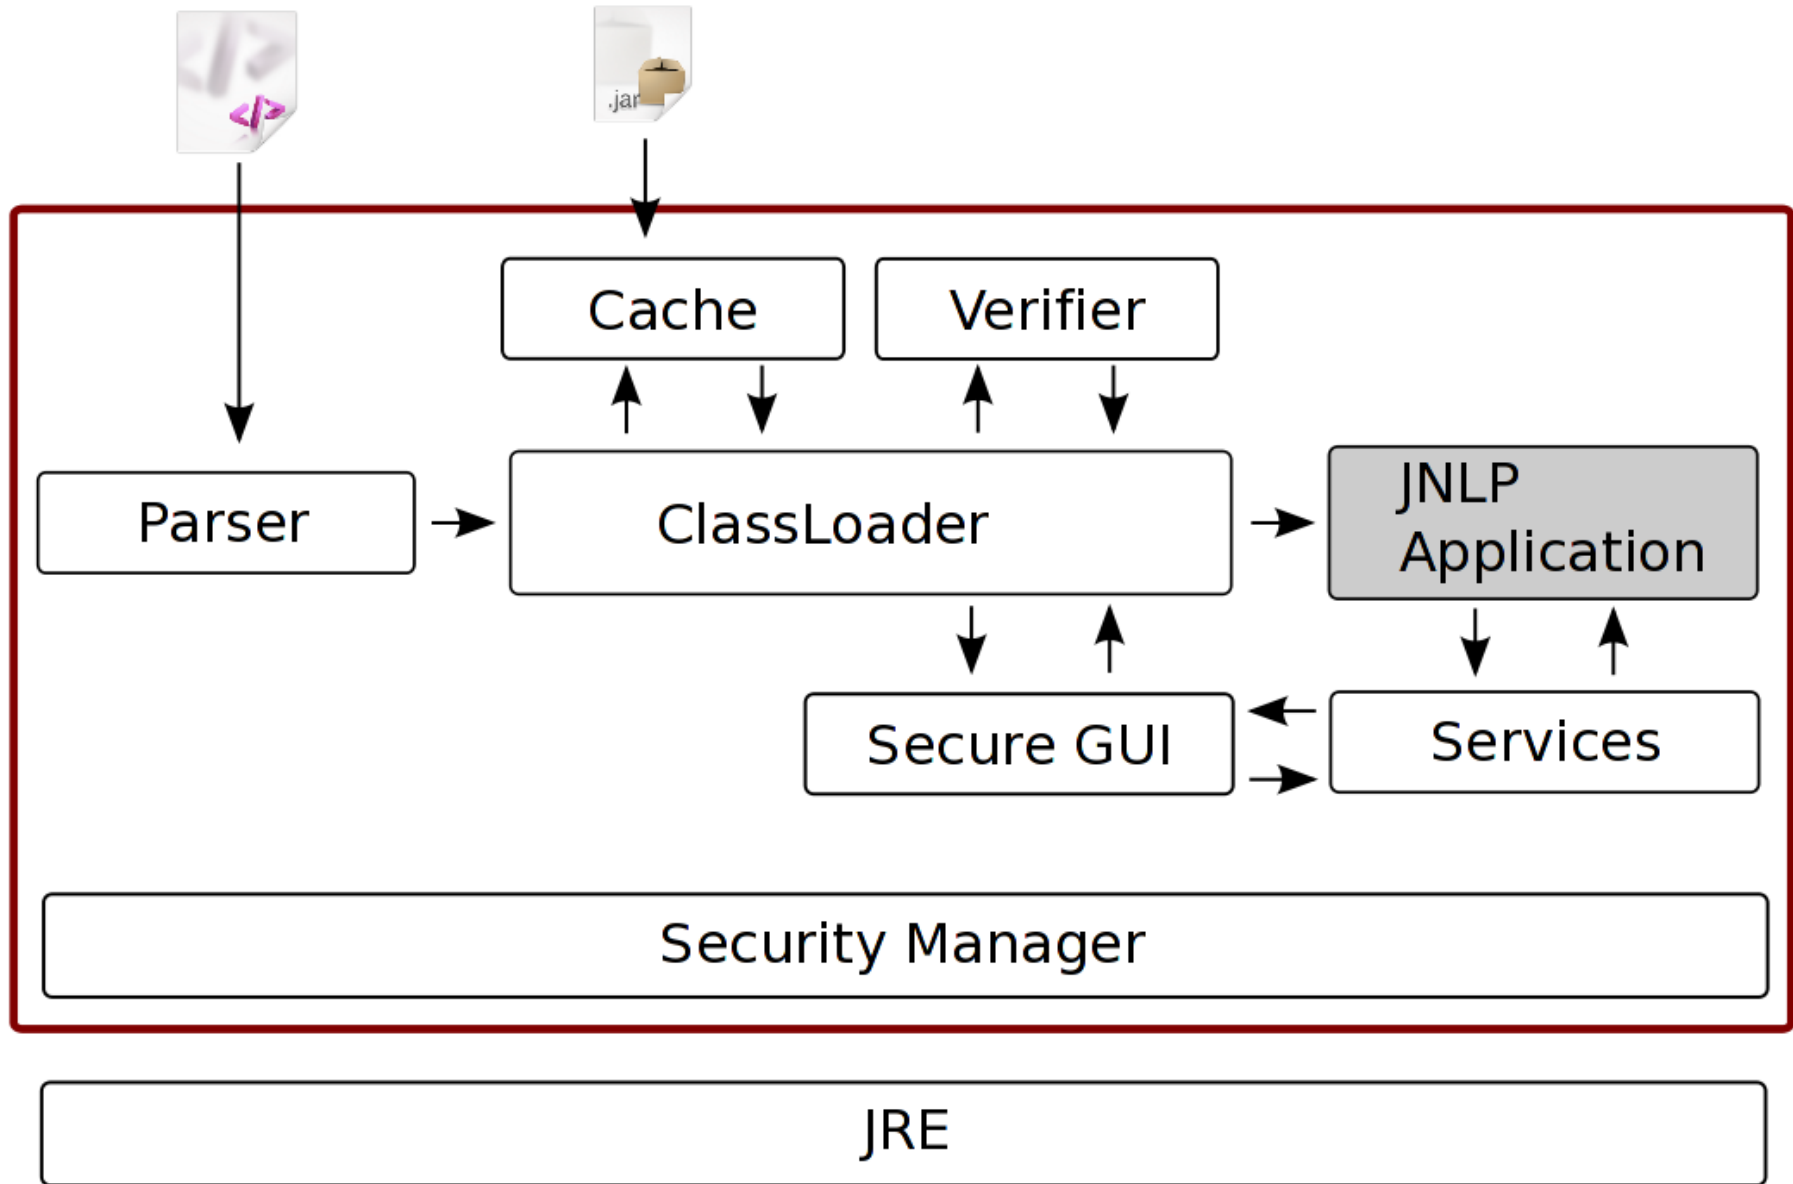 </>
.jar
Cache
Verifier
Parser
ClassLoader
JNLP
Application
Secure GUI
Services
Security Manager
JRE